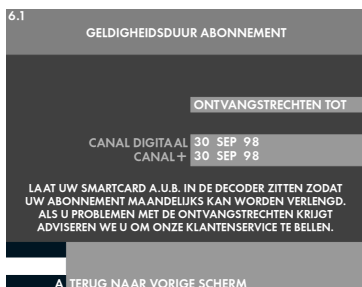 6.1
GELDIGHEIDSDUUR ABONNEMENT
ONTVANGSTRECHTEN TOT
CANAL DIGITAAL 30 SEP 98
CANAL+ 30 SEP 98
LAAT UW SMARTCARD A.U.B. IN DE DECODER ZITTEN ZODAT
UW ABONNEMENT MAANDELIJKS KAN WORDEN VERLENGD.
ALS U PROBLEMEN MET DE ONTVANGSTRECHTEN KRIJGT
ADVISEREN WE U OM ONZE KLANTENSERVICE TE BELLEN.
A TERUG NAAR VORIGE SCHERM